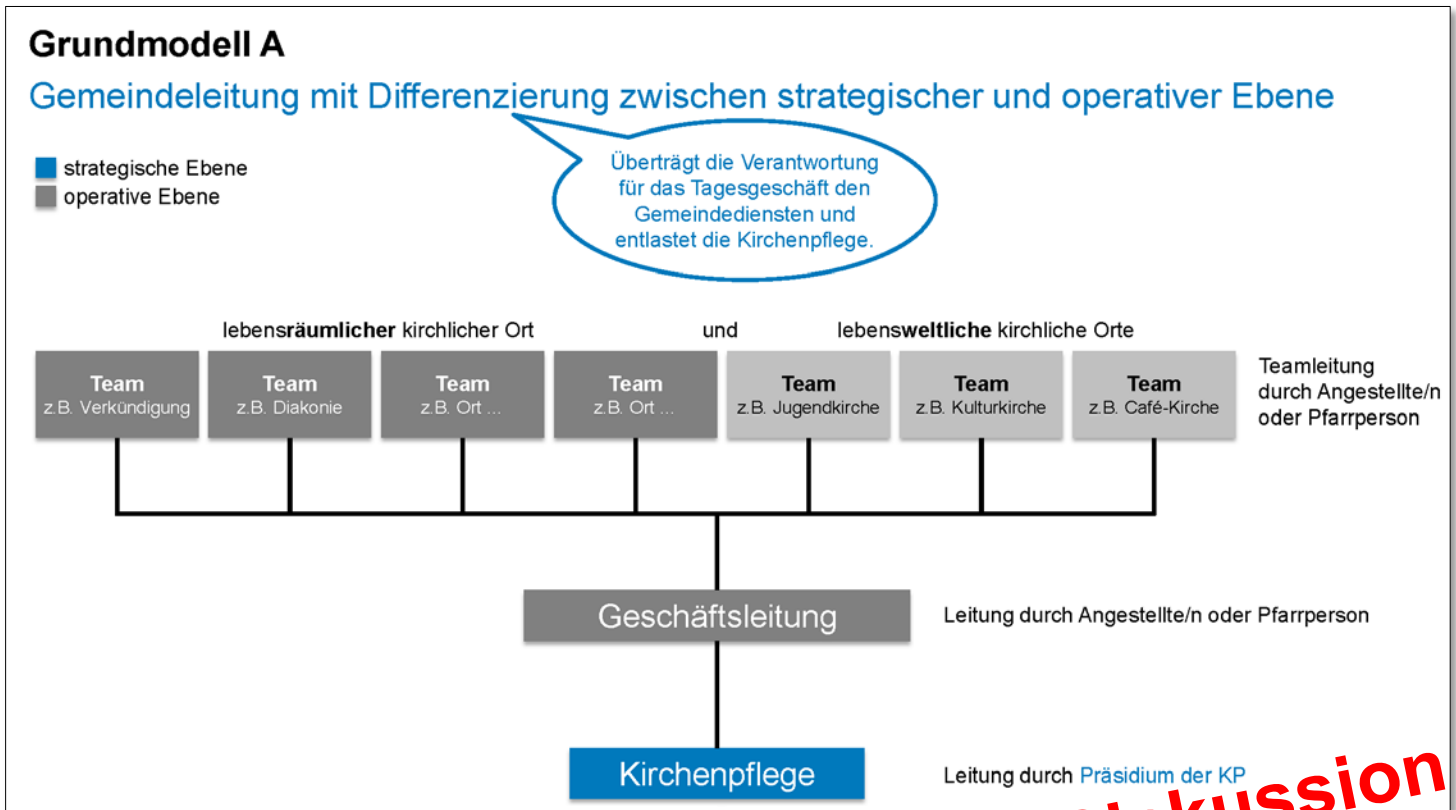 Grundmodell A
Gemeindeleitung mit Differenzierung zwischen strategischer und operativer Ebene
strategische Ebene
operative Ebene
Überträgt die Verantwortung
für das Tagesgeschäft den
Gemeindediensten und
entlastet die Kirchenpflege.
lebensräumlicher kirchlicher Ort und lebensweltliche kirchliche Orte
Team
z.B. Verkündigung
Team
z.B. Diakonie
Team
z.B. Ort ...
Team
z.B. Ort ...
Team
z.B. Jugendkirche
Team
z.B. Kulturkirche
Team
z.B. Café-Kirche
Teamleitung
durch Angestellte/n
oder Pfarrperson
Geschäftsleitung
Leitung durch Angestellte/n oder Pfarrperson
Kirchenpflege
Leitung durch Präsidium der KP